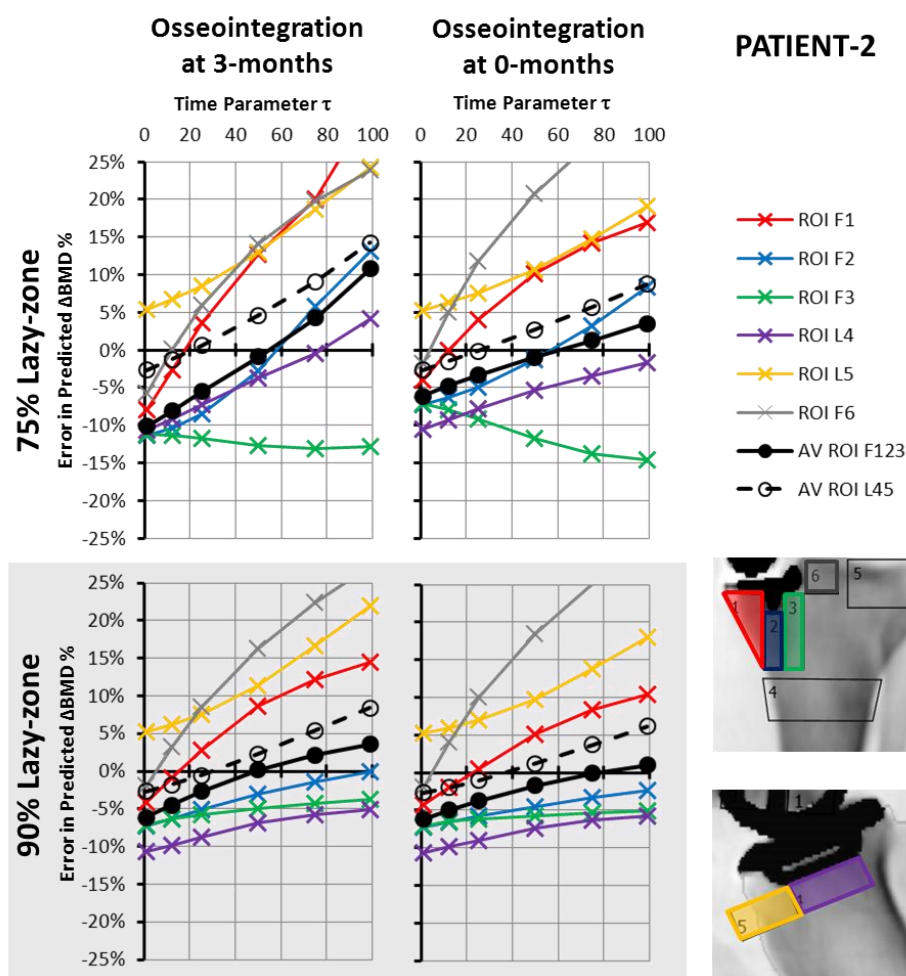 Osseointegration
at 3-months
Osseointegration
at 0-months
PATIENT-2
Time Parameter τ
Time Parameter τ
0 20 40 60 80 100
0 20 40 60 80 100
75% Lazy-zone
Error in Predicted ΔBMD %
25%
20%
15%
10%
5%
0%
-5%
-10%
-15%
-20%
-25%
ROI F1
ROI F2
ROI F3
ROI L4
ROI L5
ROI F6
AV ROI F123
AV ROI L45
90% Lazy-zone
Error in Predicted ΔBMD %
25%
20%
15%
10%
5%
0%
-5%
-10%
-15%
-20%
-25%
6 5
1 3
2
4
1
4
5